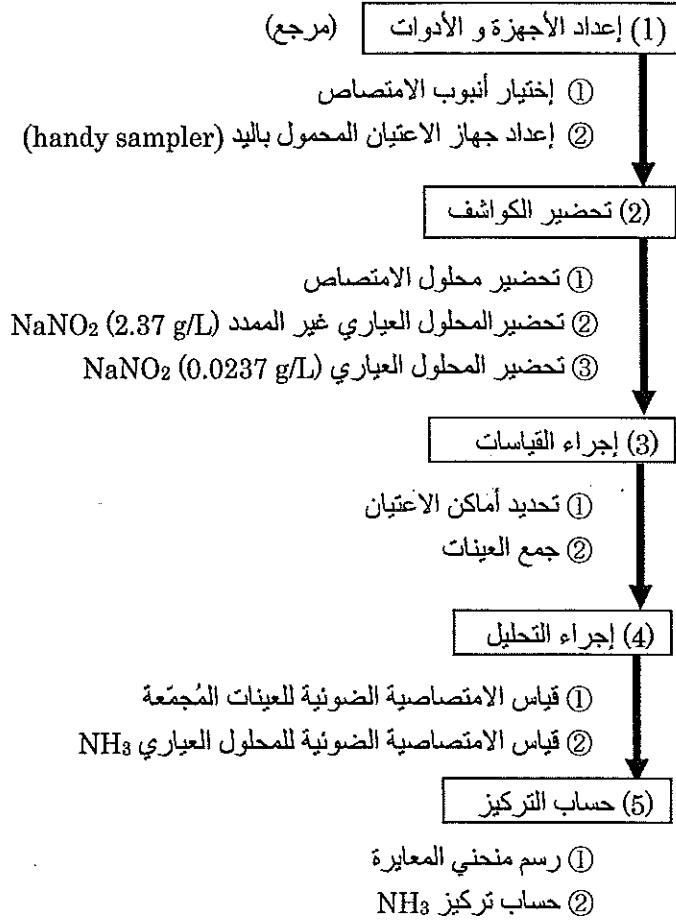 (1) إعداد الأجهزة و الأدوات (مرجع)
① إختيار أنبوب الامتصاص
② إعداد جهاز الاعتيان المحمول باليد (handy sampler)
(2) تحضير الكواشف
① تحضير محلول الامتصاص
② تحضيرالمحلول العياري غير الممدد NaNO₂ (2.37 g/L)
③ تحضير المحلول العياري NaNO₂ (0.0237 g/L)
(3) إجراء القياسات
① تحديد أماكن الاعتيان
② جمع العينات
(4) إجراء التحليل
① قياس الامتصاصية الضوئية للعينات المُجمّعة
② قياس الامتصاصية الضوئية للمحلول العياري NH₃
(5) حساب التركيز
① رسم منحني المعايرة
② حساب تركيز NH₃